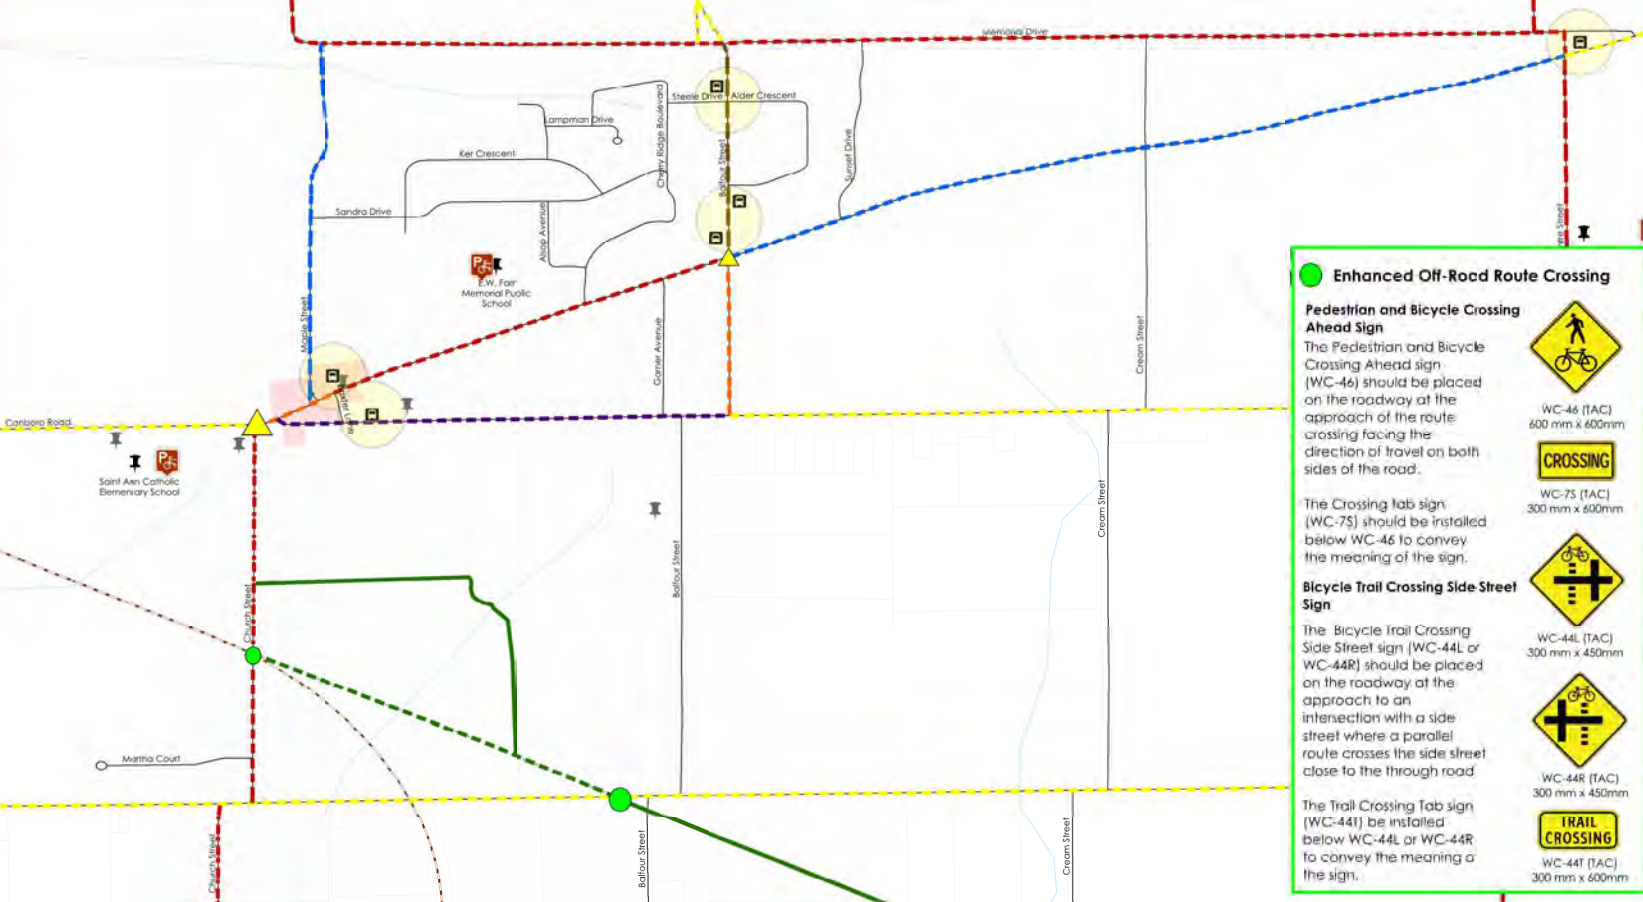 Memorial Drive
Steele Drive
Alder Crescent
Lampman Drive
Cherry Ridge Boulevard
Balfour Street
Sunset Drive
Ker Crescent
Sandra Drive
Alsop Avenue
E.W. Farr
Memorial Public
School
Maple Street
Garner Avenue
Cream Street
Canboro Road
Saint Ann Catholic
Elementary School
Cream Street
Balfour Street
Church Street
Martha Court
Church Street
Balfour Street
Cream Street
Enhanced Off-Road Route Crossing
Pedestrian and Bicycle Crossing
Ahead Sign
The Pedestrian and Bicycle
Crossing Ahead sign
(WC-46) should be placed
on the roadway at the
approach of the route
crossing facing the
direction of travel on both
sides of the road.
WC-46 (TAC)
600 mm x 600mm
CROSSING
WC-7S (TAC)
300 mm x 600mm
The Crossing tab sign
(WC-7S) should be installed
below WC-46 to convey
the meaning of the sign.
Bicycle Trail Crossing Side Street
Sign
The Bicycle Trail Crossing
Side Street sign (WC-44L or
WC-44R) should be placed
on the roadway at the
approach to an
intersection with a side
street where a parallel
route crosses the side street
close to the through road
WC-44L (TAC)
300 mm x 450mm
WC-44R (TAC)
300 mm x 450mm
The Trail Crossing Tab sign
(WC-44T) be installed
below WC-44L or WC-44R
to convey the meaning o
the sign.
TRAIL
CROSSING
WC-44T (TAC)
300 mm x 600mm